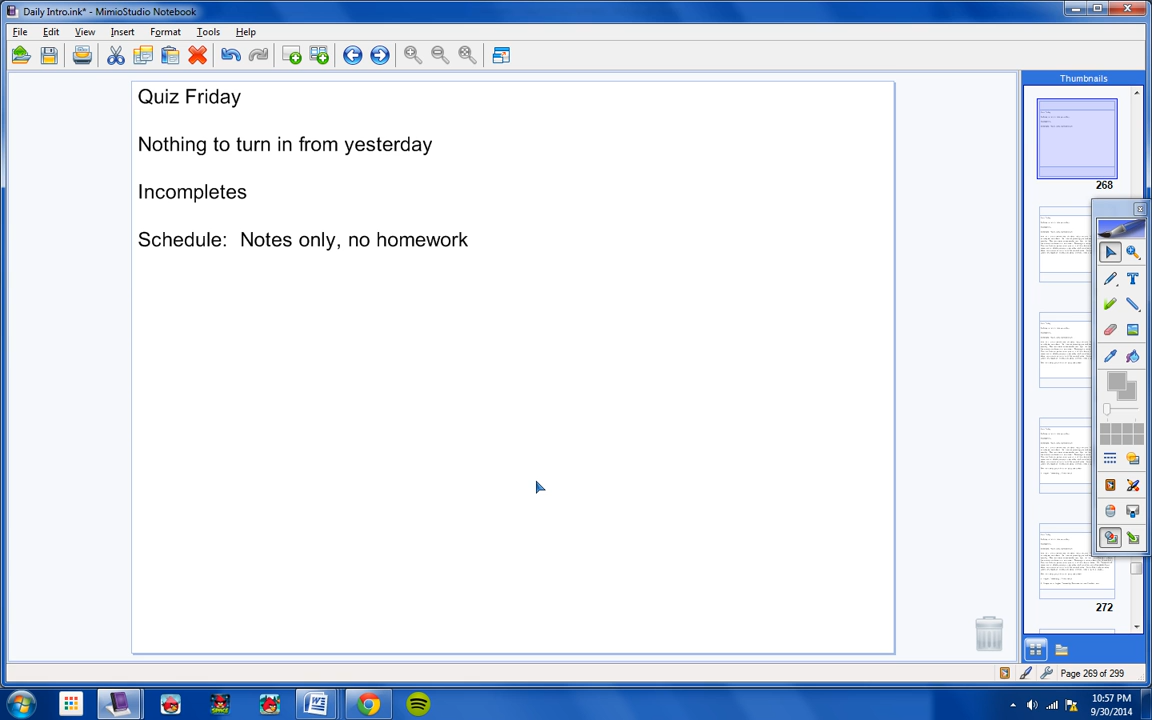 Daily Intro.ink* - MimioStudio Notebook
File Edit View Insert Format Tools Help
Quiz Friday
Nothing to turn in from yesterday
Incompletes
Schedule: Notes only, no homework
Thumbnails
268
272
Page 269 of 299
10:57 PM
9/30/2014